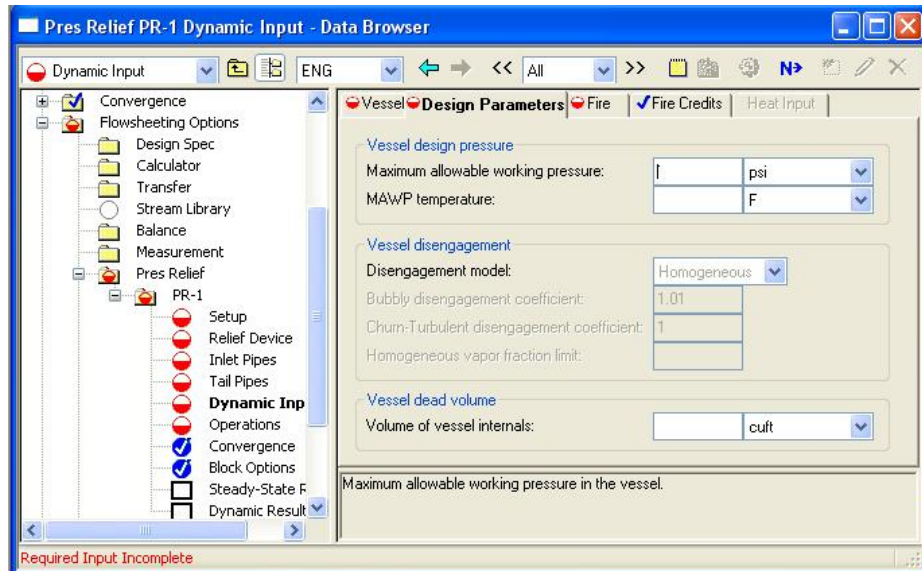 Pres Relief PR-1 Dynamic Input - Data Browser
Dynamic Input ENG << All >> N
Convergence
Flowsheeting Options
Design Spec
Calculator
Transfer
Stream Library
Balance
Measurement
Pres Relief
PR-1
Setup
Relief Device
Inlet Pipes
Tail Pipes
Dynamic Inp
Operations
Convergence
Block Options
Steady-State R
Dynamic Result
Vessel Design Parameters Fire Fire Credits Heat Input
Vessel design pressure
Maximum allowable working pressure: psi
MAWP temperature: F
Vessel disengagement
Disengagement model: Homogeneous
Bubbly disengagement coefficient: 1.01
Churn-Turbulent disengagement coefficient: 1
Homogeneous vapor fraction limit:
Vessel dead volume
Volume of vessel internals: cuft
Maximum allowable working pressure in the vessel.
Required Input Incomplete